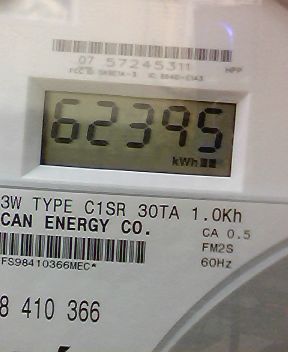 07 57245311
HPP
62395
kWh
3W TYPE C1SR 30TA 1.0Kh
CAN ENERGY CO.
CA 0.5
FM2S
FS98410366MEC*
60Hz
8 410 366